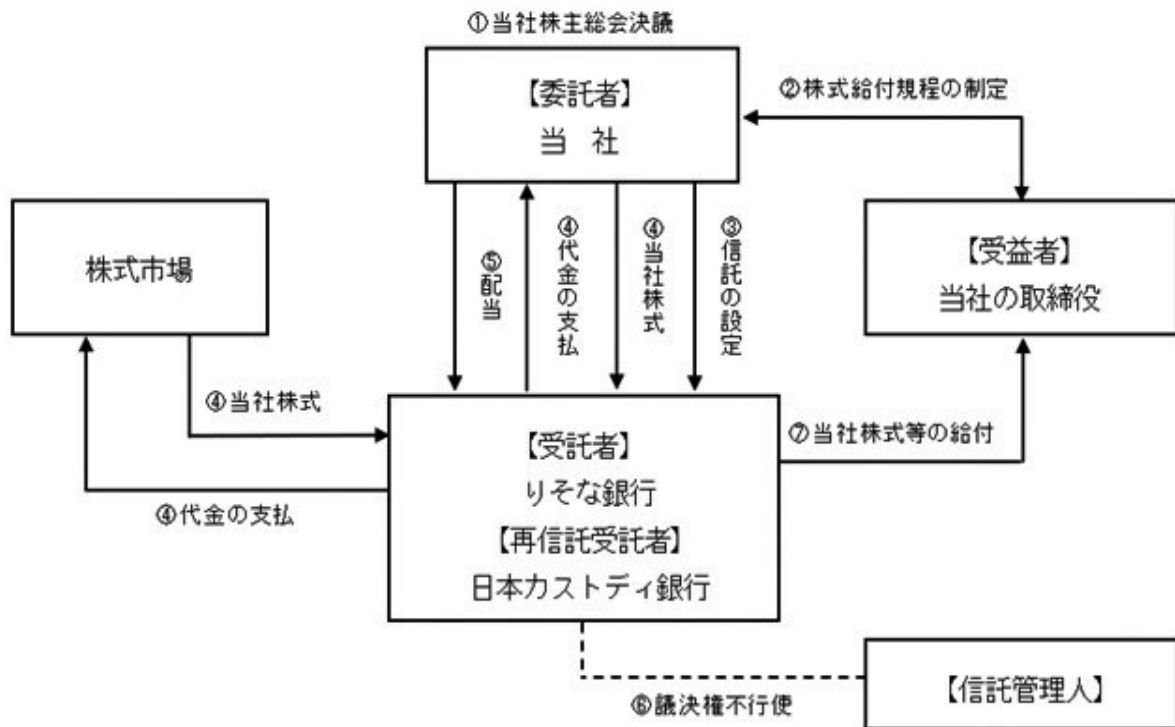 ①当社株主総会決議
【委託者】
当　社
②株式給付規程の制定
株式市場
⑤配当
④代金の支払
④当社株式
③信託の設定
【受益者】
当社の取締役
④当社株式
④代金の支払
【受託者】
りそな銀行
【再信託受託者】
日本カストディ銀行
⑦当社株式等の給付
⑥議決権不行使
【信託管理人】